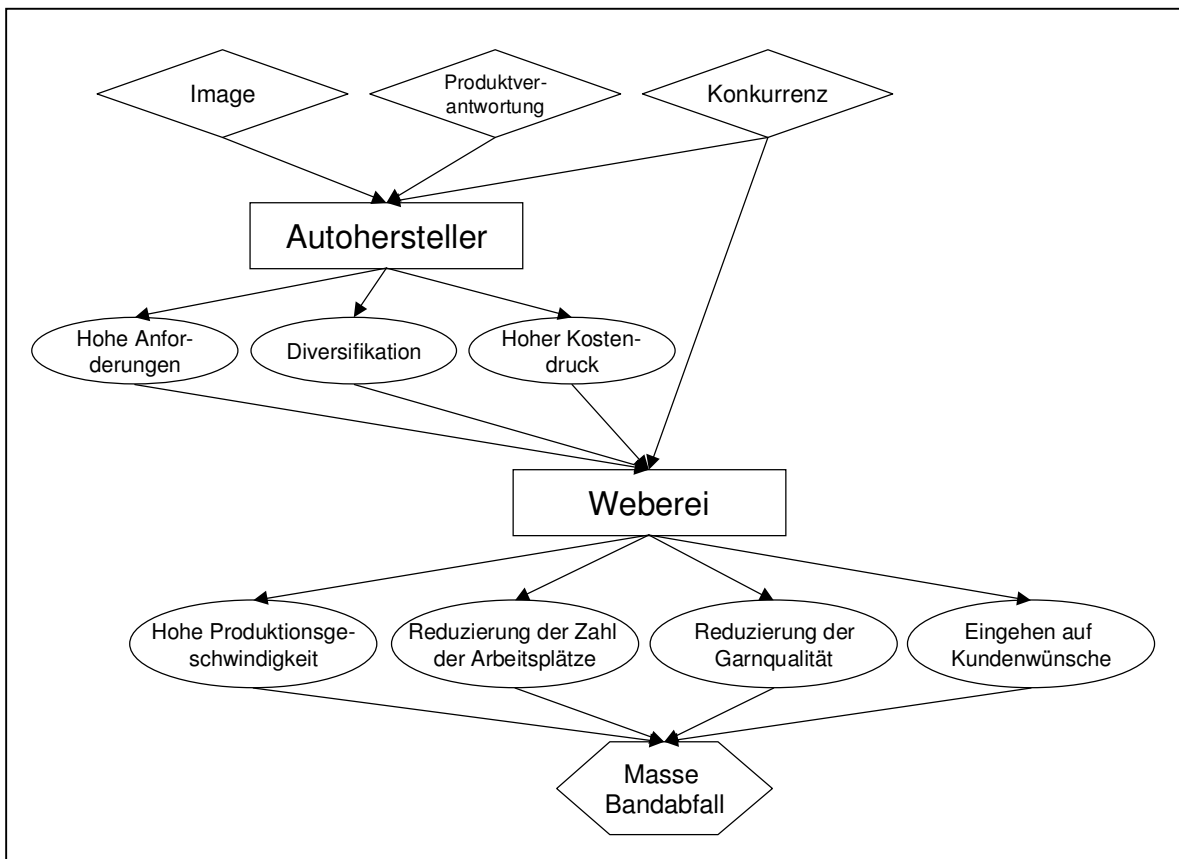 Image
Produktver-
antwortung
Konkurrenz
Autohersteller
Hohe Anfor-
derungen
Diversifikation
Hoher Kosten-
druck
Weberei
Hohe Produktionsge-
schwindigkeit
Reduzierung der Zahl
der Arbeitsplätze
Reduzierung der
Garnqualität
Eingehen auf
Kundenwünsche
Masse
Bandabfall